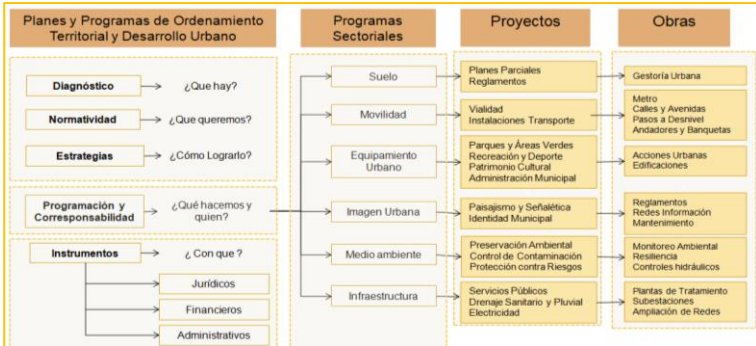 Planes y Programas de Ordenamiento
Territorial y Desarrollo Urbano
Diagnóstico
¿Que hay?
Normatividad
¿Que queremos?
Estrategias
¿Cómo Lograrlo?
Programación y
Corresponsabilidad
¿Qué hacemos y
quien?
Instrumentos
¿ Con que ?
Jurídicos
Financieros
Administrativos
Programas
Sectoriales
Suelo
Movilidad
Equipamiento
Urbano
Imagen Urbana
Medio ambiente
Infraestructura
Proyectos
Planes Parciales
Reglamentos
Vialidad
Instalaciones Transporte
Parques y Áreas Verdes
Recreación y Deporte
Patrimonio Cultural
Administración Municipal
Paisajismo y Señalética
Identidad Municipal
Preservación Ambiental
Control de Contaminación
Protección contra Riesgos
Servicios Públicos
Drenaje Sanitario y Pluvial
Electricidad
Obras
Gestoría Urbana
Metro
Calles y Avenidas
Pasos a Desnivel
Andadores y Banquetas
Acciones Urbanas
Edificaciones
Reglamentos
Redes Información
Mantenimiento
Monitoreo Ambiental
Resiliencia
Controles hidráulicos
Plantas de Tratamiento
Subestaciones
Ampliación de Redes